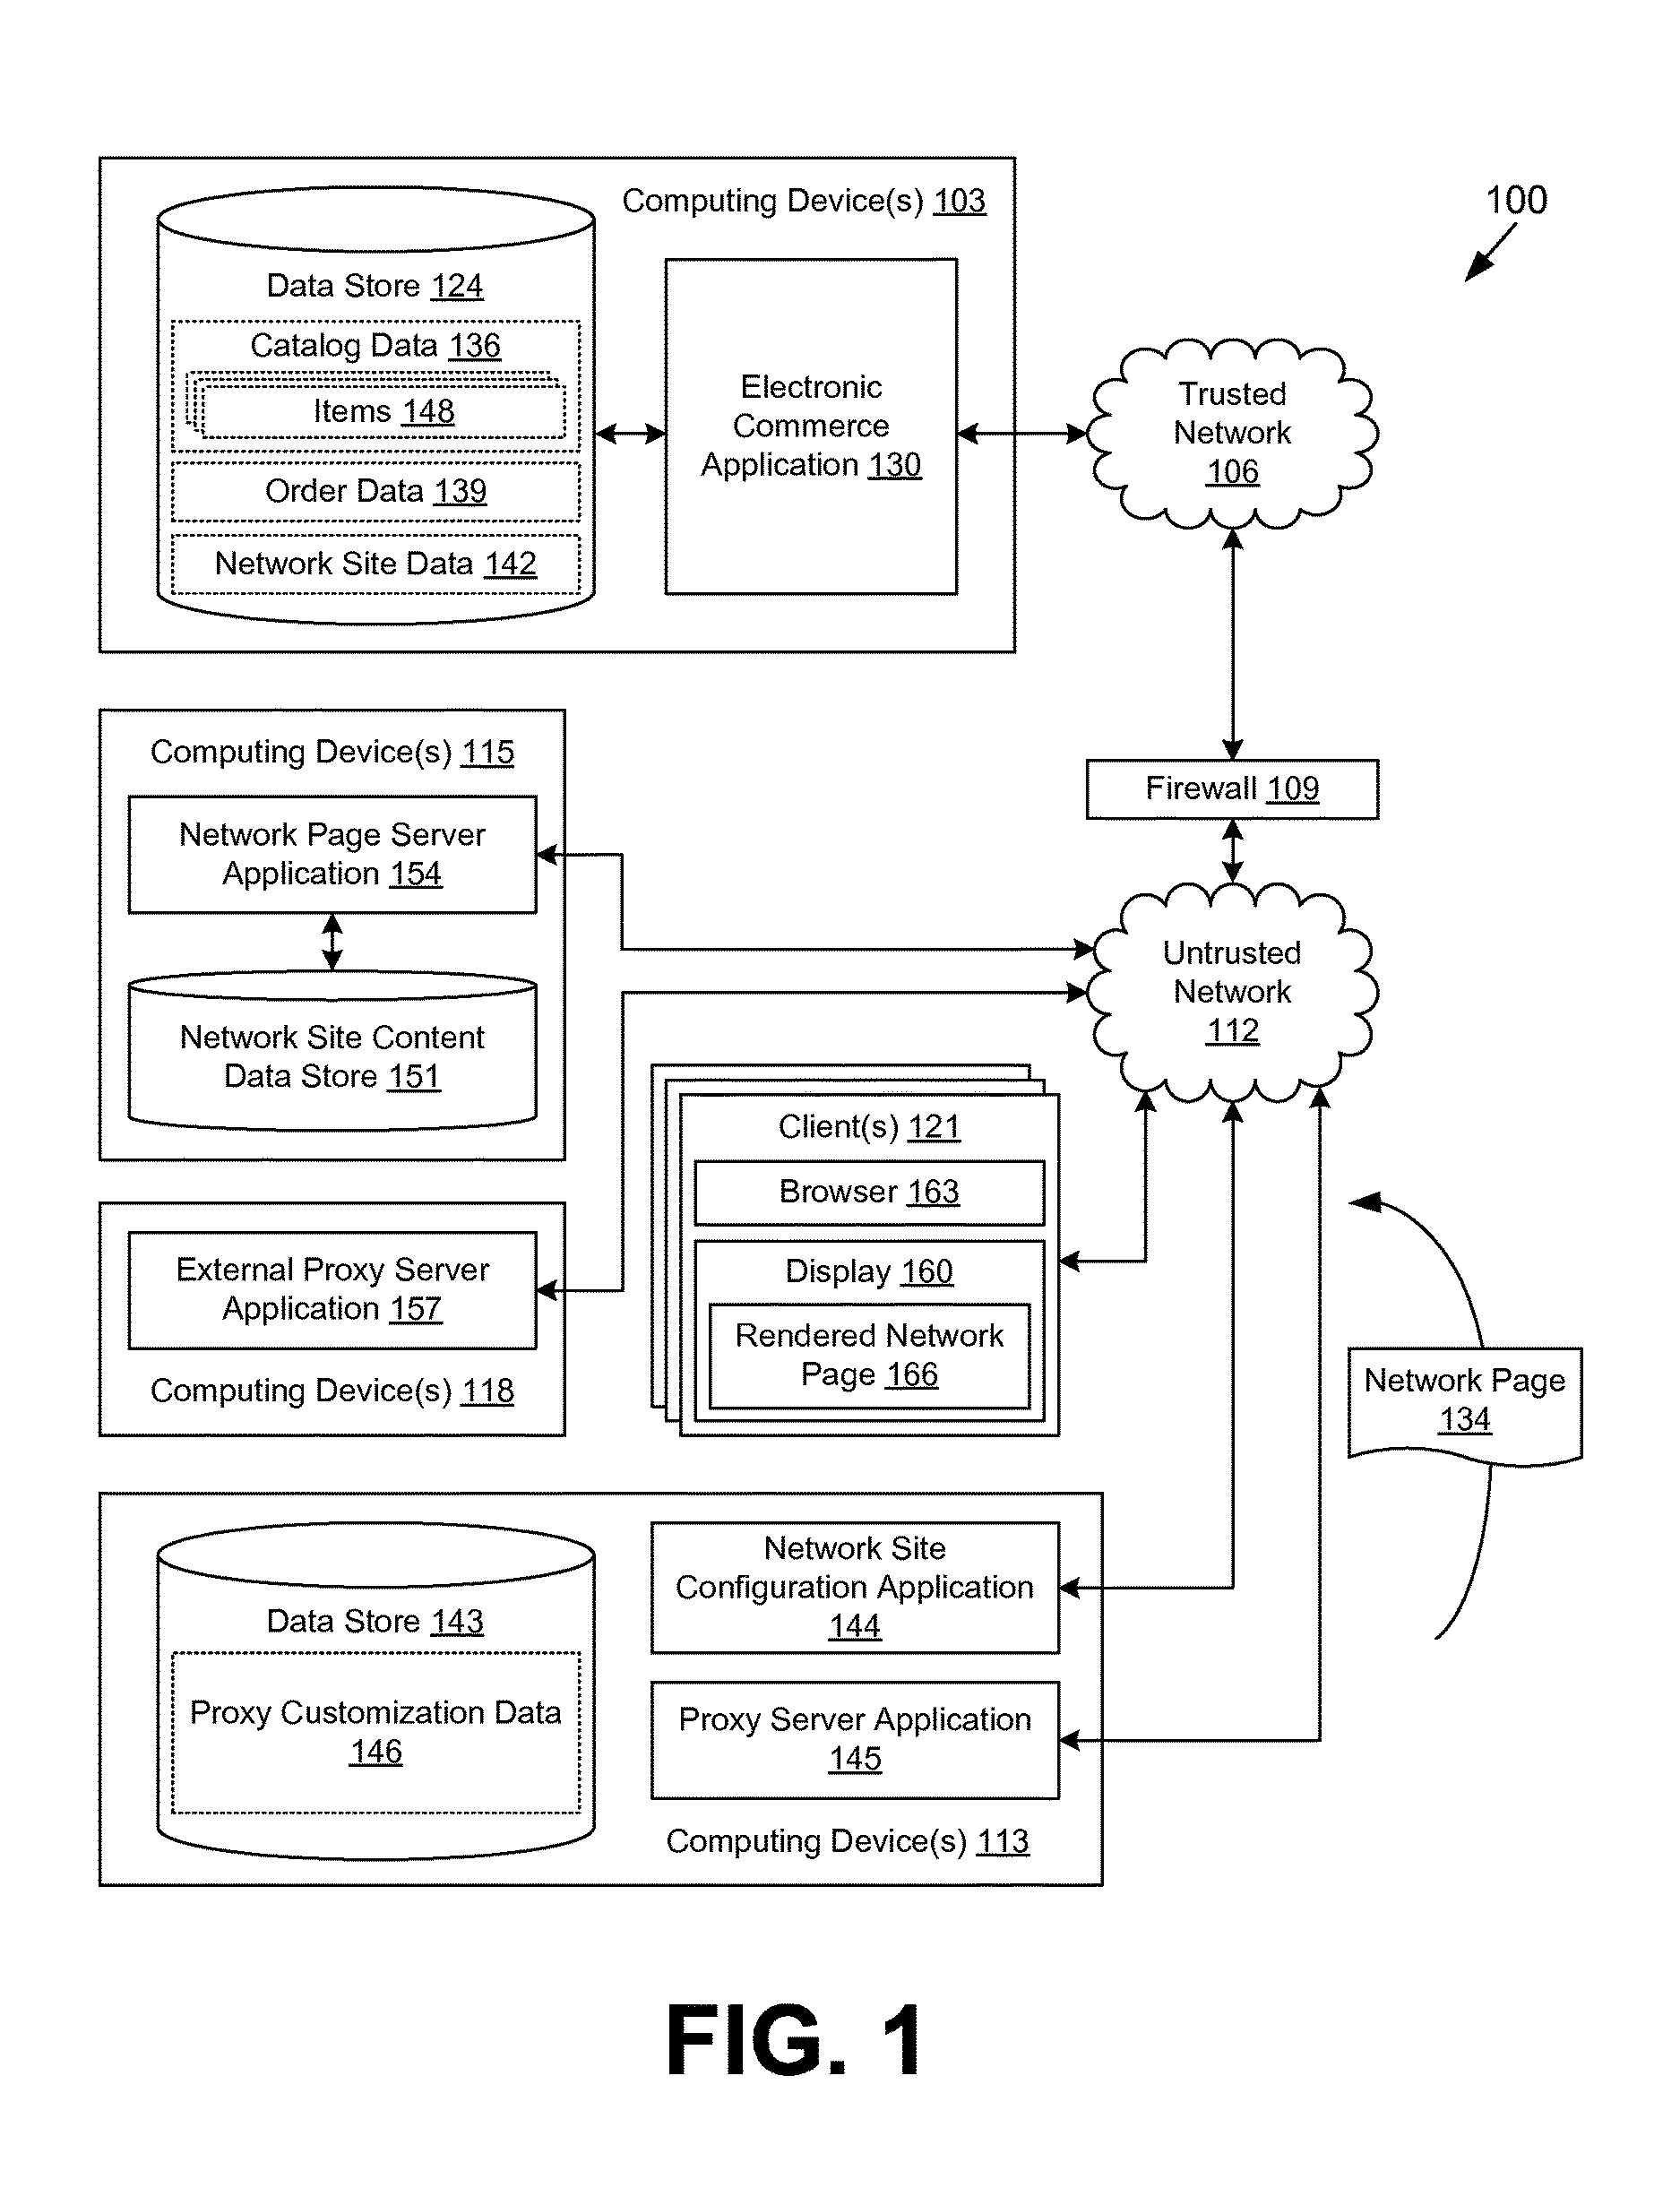 100
Computing Device(s) 103
Data Store 124
Catalog Data 136
Items 148
Order Data 139
Network Site Data 142
Electronic
Commerce
Application 130
Trusted
Network
106
Firewall 109
Untrusted
Network
112
Computing Device(s) 115
Network Page Server
Application 154
Network Site Content
Data Store 151
External Proxy Server
Application 157
Computing Device(s) 118
Client(s) 121
Browser 163
Display 160
Rendered Network
Page 166
Network Page
134
Data Store 143
Proxy Customization Data
146
Network Site
Configuration Application
144
Proxy Server Application
145
Computing Device(s) 113
FIG. 1